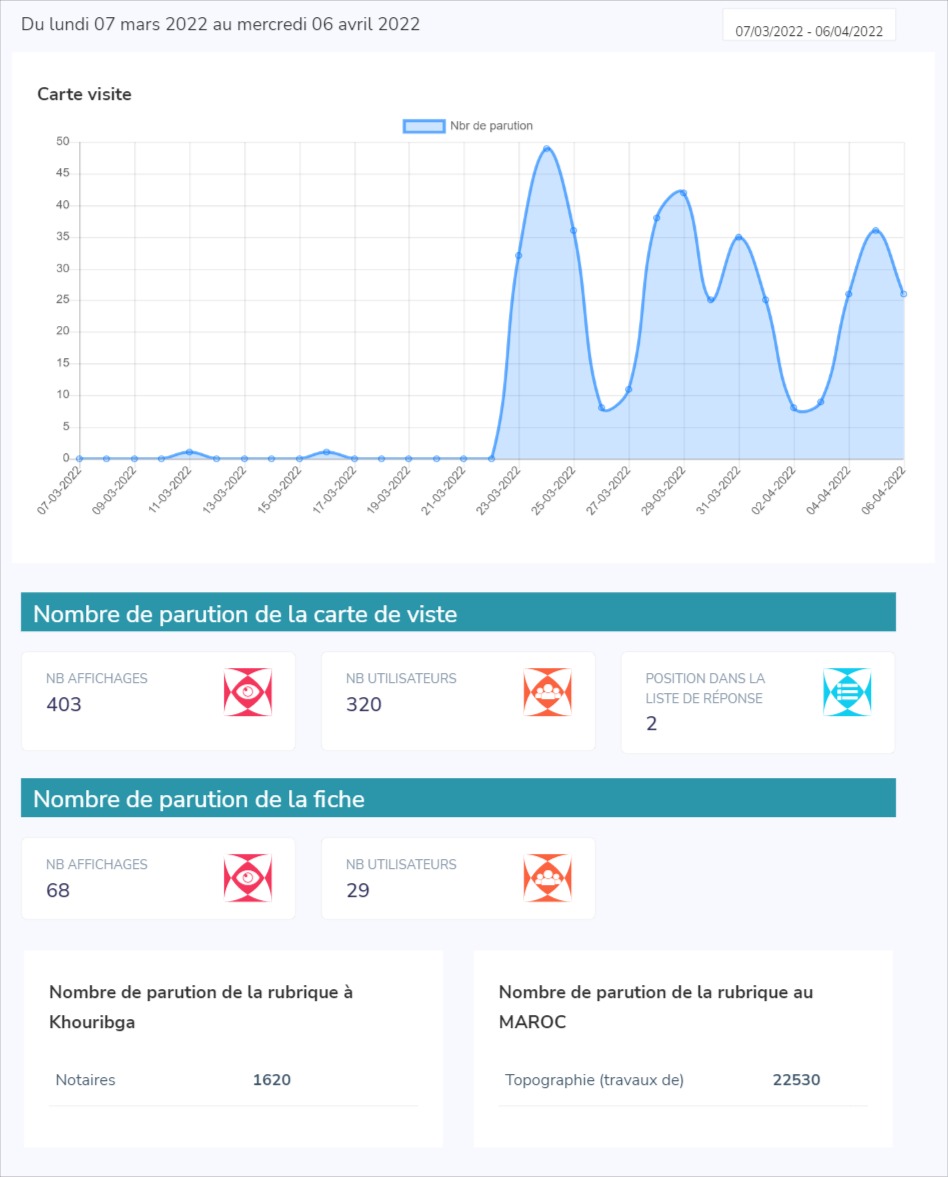 Du lundi 07 mars 2022 au mercredi 06 avril 2022
07/03/2022 - 06/04/2022
Carte visite
Nbr de parution
50
45
40
35
30
25
20
15
10
5
0
07-03-2022
09-03-2022
11-03-2022
13-03-2022
15-03-2022
17-03-2022
19-03-2022
21-03-2022
23-03-2022
25-03-2022
27-03-2022
29-03-2022
31-03-2022
02-04-2022
04-04-2022
06-04-2022
Nombre de parution de la carte de viste
NB AFFICHAGES
403
NB UTILISATEURS
320
POSITION DANS LA
LISTE DE RÉPONSE
2
Nombre de parution de la fiche
NB AFFICHAGES
68
NB UTILISATEURS
29
Nombre de parution de la rubrique à
Khouribga
Notaires 1620
Nombre de parution de la rubrique au
MAROC
Topographie (travaux de) 22530